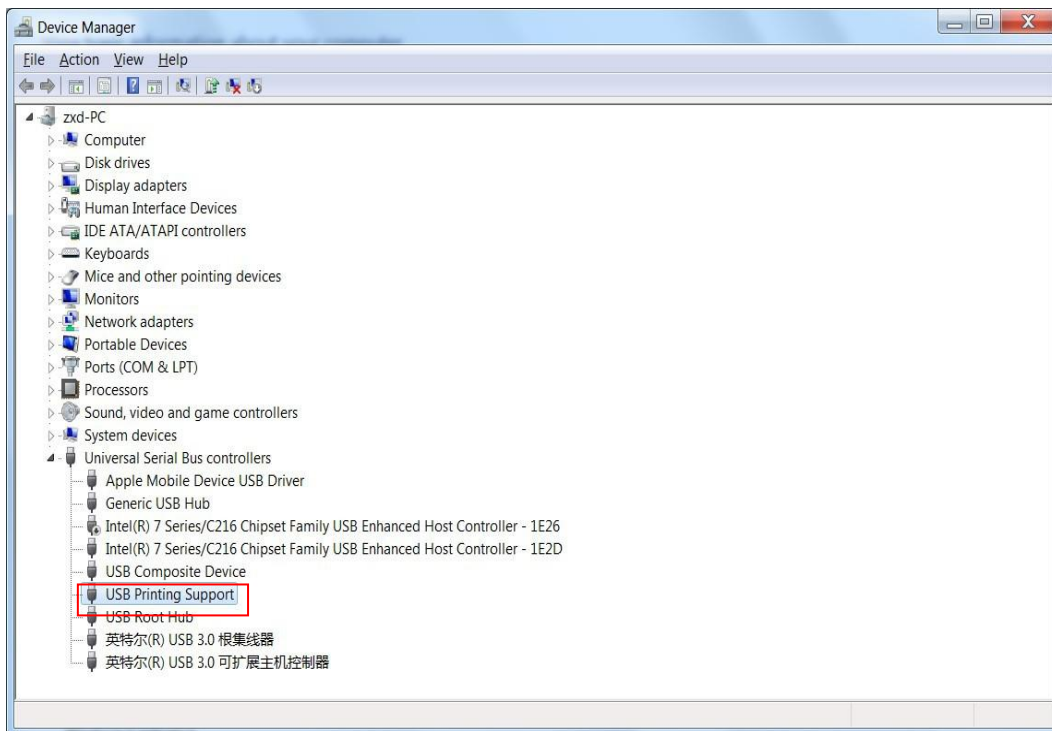 Device Manager
File Action View Help
zxd-PC
Computer
Disk drives
Display adapters
Human Interface Devices
IDE ATA/ATAPI controllers
Keyboards
Mice and other pointing devices
Monitors
Network adapters
Portable Devices
Ports (COM & LPT)
Processors
Sound, video and game controllers
System devices
Universal Serial Bus controllers
Apple Mobile Device USB Driver
Generic USB Hub
Intel(R) 7 Series/C216 Chipset Family USB Enhanced Host Controller - 1E26
Intel(R) 7 Series/C216 Chipset Family USB Enhanced Host Controller - 1E2D
USB Composite Device
USB Printing Support
USB Root Hub
英特尔(R) USB 3.0 根集线器
英特尔(R) USB 3.0 可扩展主机控制器